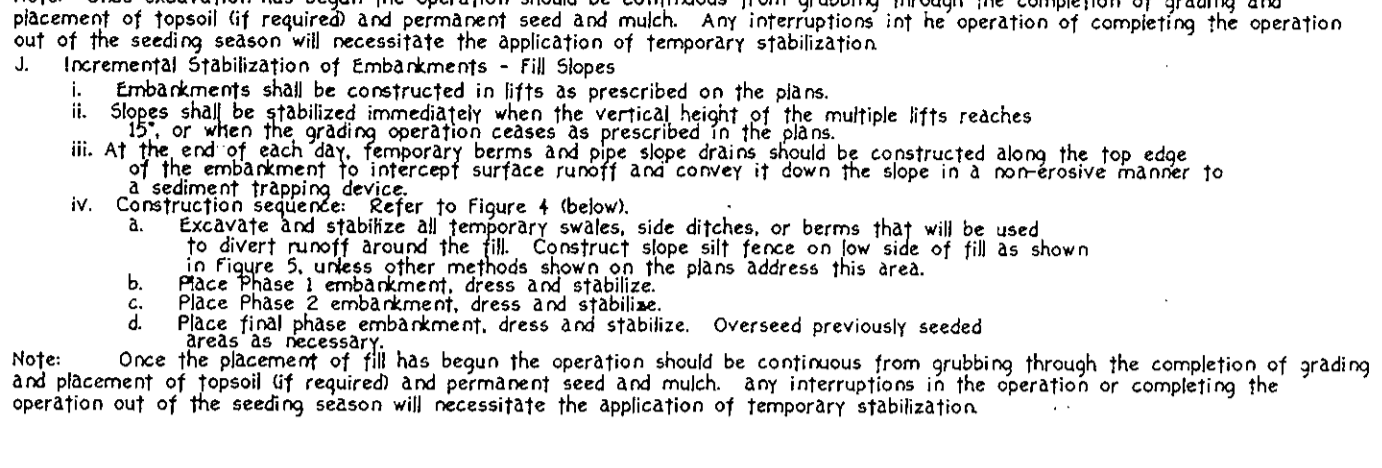 placement of topsoil (if required) and permanent seed and mulch. Any interruptions int he operation of completing the operation
out of the seeding season will necessitate the application of temporary stabilization
J. Incremental Stabilization of Embankments - Fill Slopes
i. Embankments shall be constructed in lifts as prescribed on the plans.
ii. Slopes shall be stabilized immediately when the vertical height of the multiple lifts reaches
15", or when the grading operation ceases as prescribed in the plans.
iii. At the end of each day, temporary berms and pipe slope drains should be constructed along the top edge
of the embankment to intercept surface runoff and convey it down the slope in a non-erosive manner to
a sediment trapping device.
iv. Construction sequence: Refer to Figure 4 (below).
a. Excavate and stabilize all temporary swales, side ditches, or berms that will be used
to divert runoff around the fill. Construct slope silt fence on low side of fill as shown
in Figure 5, unless other methods shown on the plans address this area.
b. Place Phase 1 embankment, dress and stabilize.
c. Place Phase 2 embankment, dress and stabilize.
d. Place final phase embankment, dress and stabilize. Overseed previously seeded
areas as necessary.
Note: Once the placement of fill has begun the operation should be continuous from grubbing through the completion of grading
and placement of topsoil (if required) and permanent seed and mulch. any interruptions in the operation or completing the
operation out of the seeding season will necessitate the application of temporary stabilization